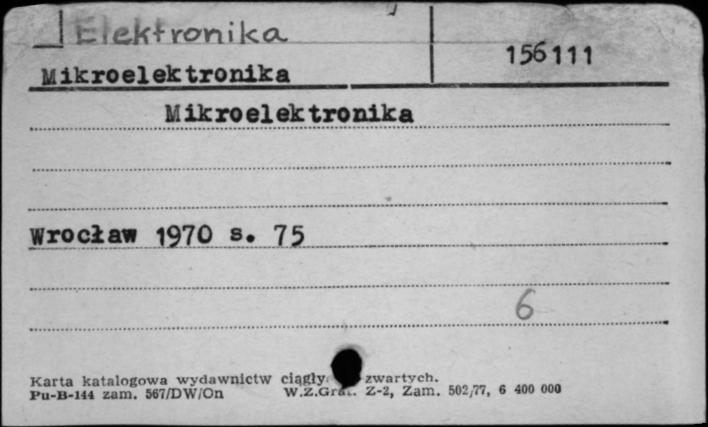 Elektronika
Mikroelektronika 156111
Mikroelektronika
Wrocław 1970 s. 75
6
Karta katalogowa wydawnictw zwartych.
Pu-B-144 zam. 567/DW/On W.Z.Graf. Z-2, Zam. 502/77, 6 400 000